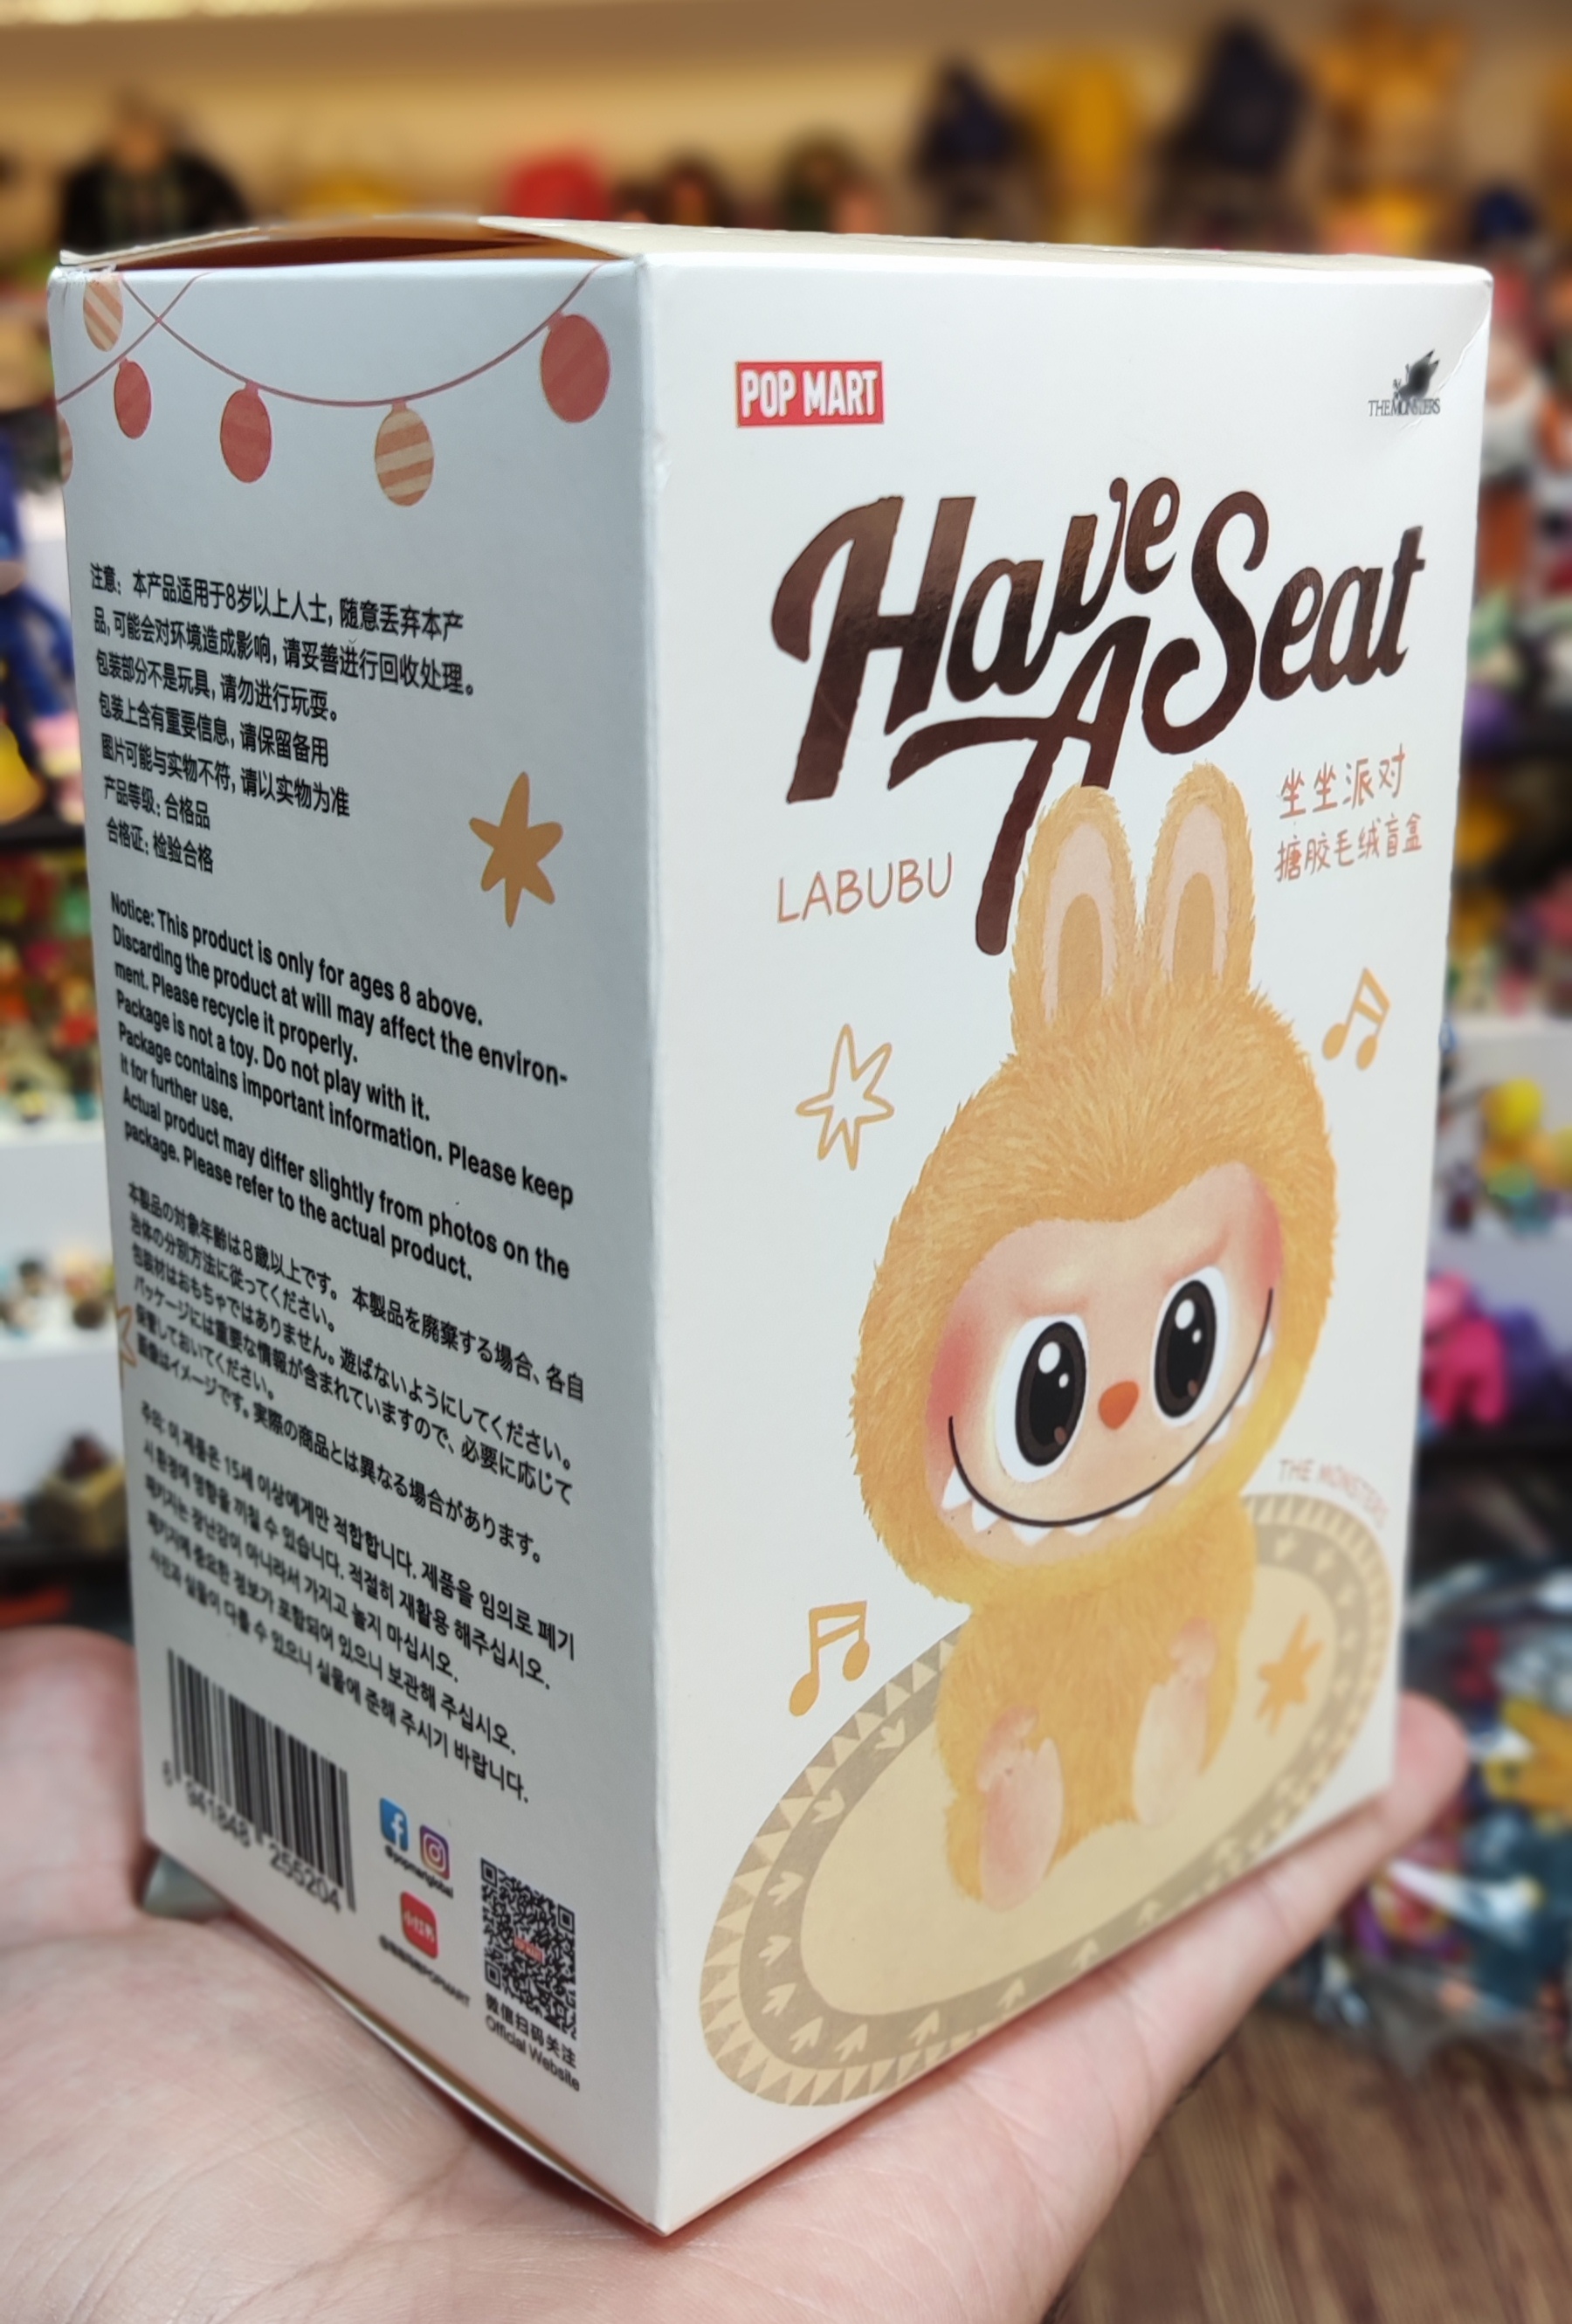 注意：本产品适用于8岁以上人士，随意丢弃本产
品，可能会对环境造成影响，请妥善进行回收处理。
包装部分不是玩具，请勿进行玩耍。
包装上含有重要信息，请保留备用
图片可能与实物不符，请以实物为准
产品等级：合格品
合格证：检验合格
Notice: This product is only for ages 8 above.
Discarding the product at will may affect the environ-
ment. Please recycle it properly.
Package is not a toy. Do not play with it.
Package contains important information. Please keep
it for further use.
Actual product may differ slightly from photos on the
package. Please refer to the actual product.
本製品の対象年齢は8歳以上です。 本製品を廃棄する場合、各自
治体の分別方法に従ってください。
包装材はおもちゃではありません。遊ばないようにしてください。
パッケージには重要な情報が含まれていますので、必要に応じて
保管しておいてください。
画像はイメージです。実際の商品とは異なる場合があります。
주의: 이 제품은 15세 이상에게만 적합합니다. 제품을 임의로 폐기
시 환경에 영향을 끼칠 수 있습니다. 적절히 재활용 해주십시오.
패키지는 장난감이 아니라서 가지고 놀지 마십시오.
패키지에 중요한 정보가 포함되어 있으니 보관해 주십시오.
사진과 실물이 다를 수 있으니 실물에 준해 주시기 바랍니다.
6 941848 255204
@popmartglobal
小红书
POPMART
微信扫码关注
Official Website
POP MART
THE MONSTERS
Have
A Seat
坐坐派对
搪胶毛绒盲盒
LABUBU
THE MONSTERS